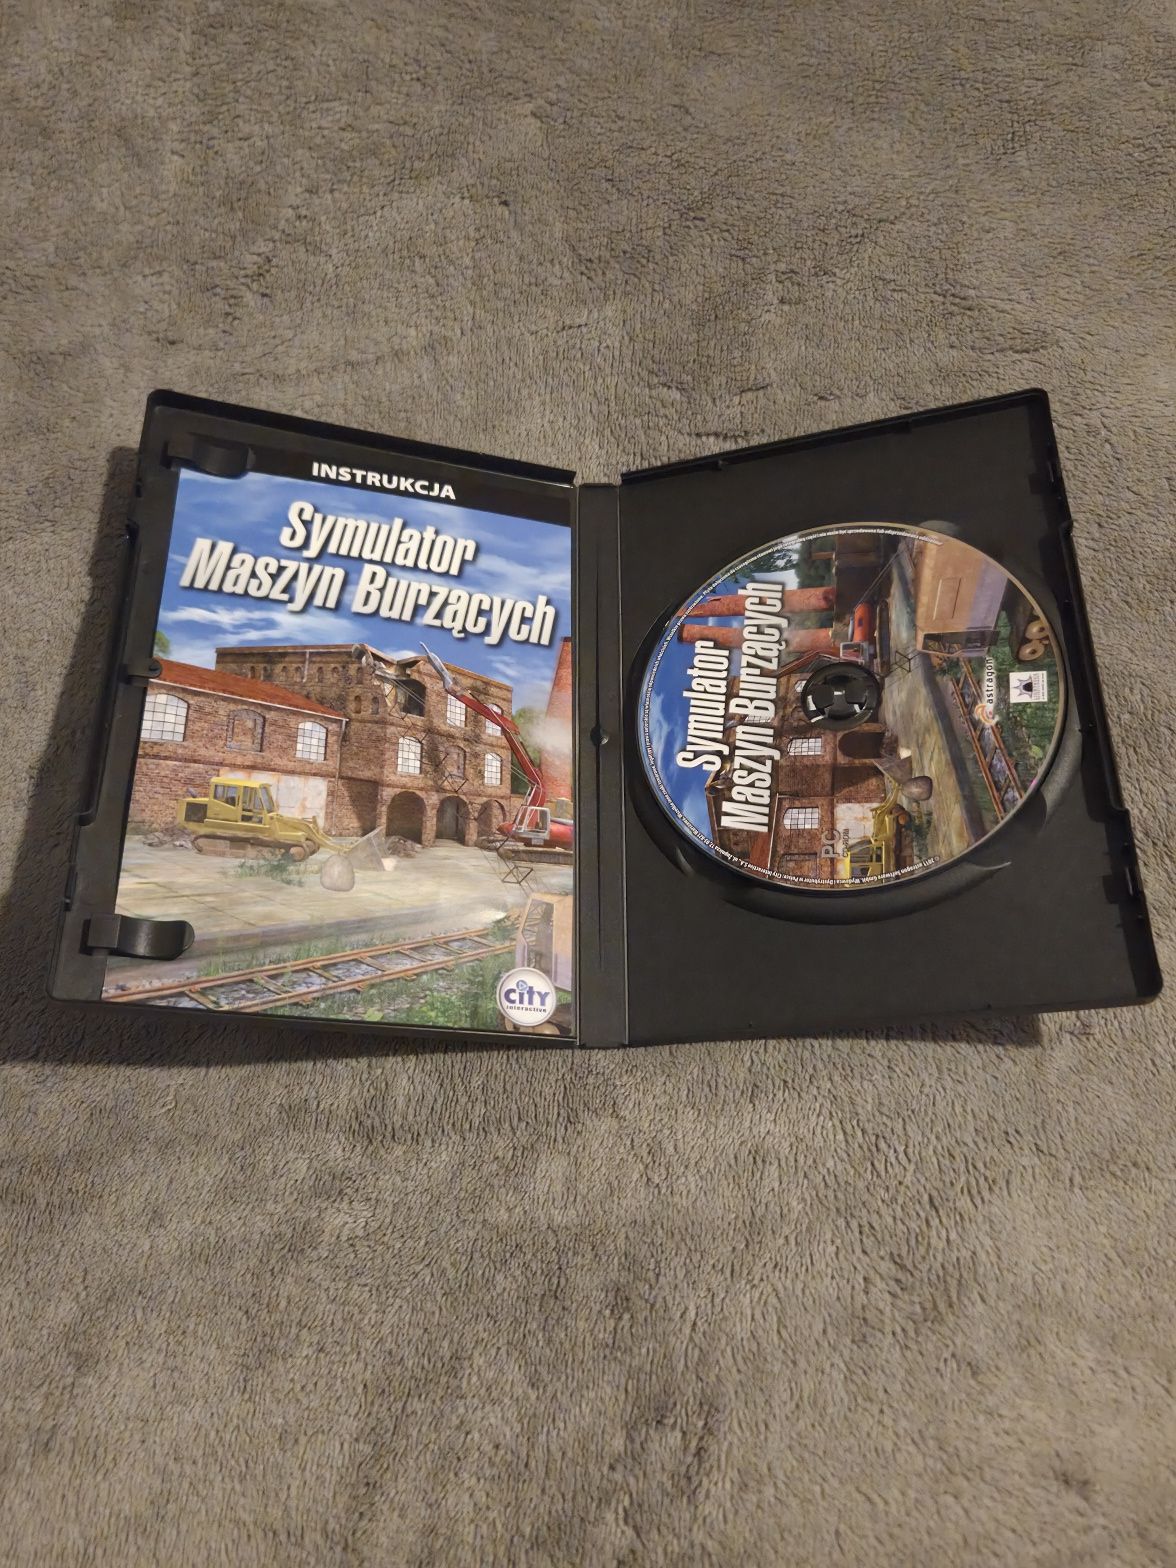 INSTRUKCJA
Symulator
Maszyn Burzących
city
interactive
Symulator
Maszyn Burzących
astragon
PC